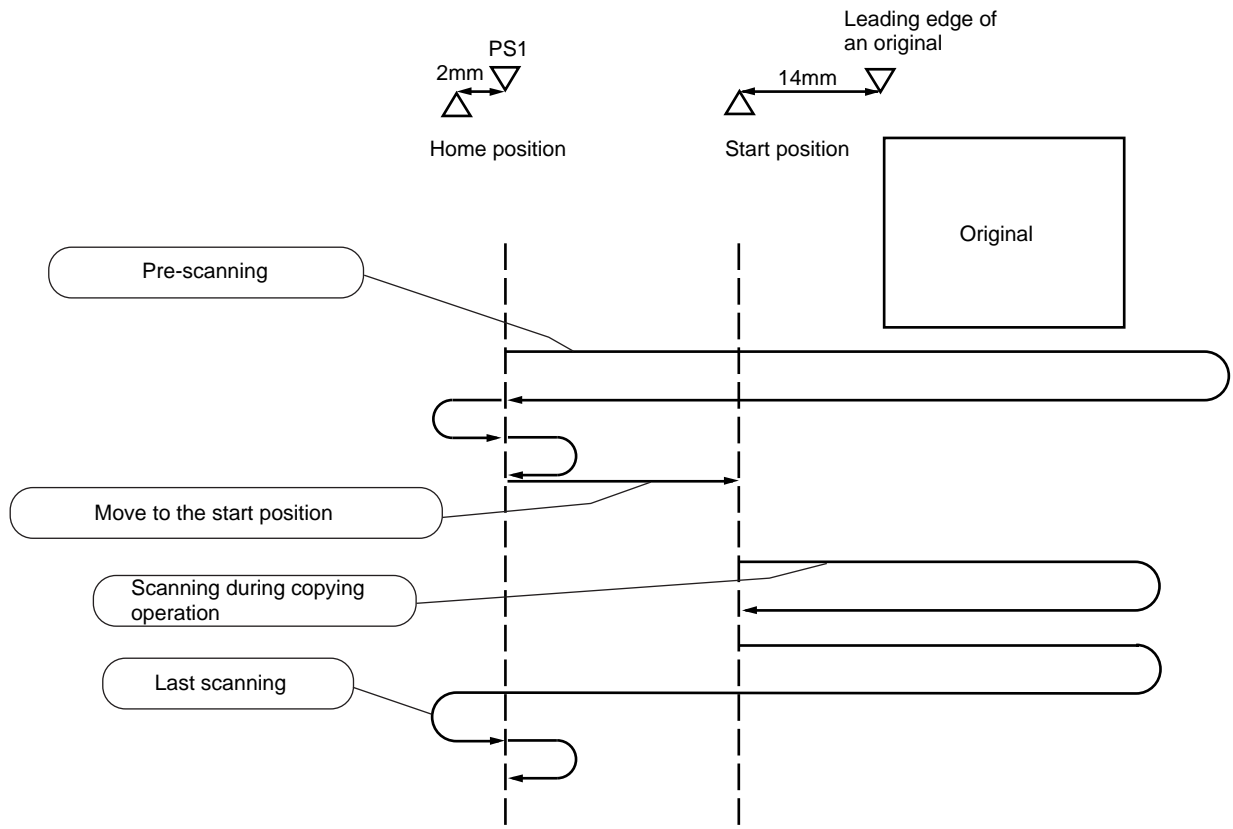 Leading edge of
an original
PS1
2mm
14mm
Home position
Start position
Original
Pre-scanning
Move to the start position
Scanning during copying
operation
Last scanning